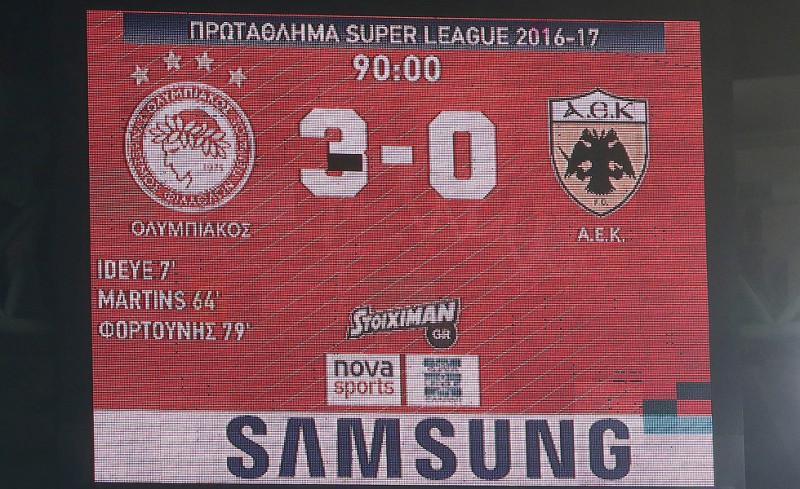 ΠΡΩΤΑΘΛΗΜΑ SUPER LEAGUE 2016-17
90:00
3-0
Α.Θ.Κ
1925
F.C.
ΟΛΥΜΠΙΑΚΟΣ
Α.Ε.Κ.
IDEYE 7'
MARTINS 64'
ΦΟΡΤΟΥΝΗΣ 79'
STOIXIMAN
GR
nova
sports
SAMSUNG